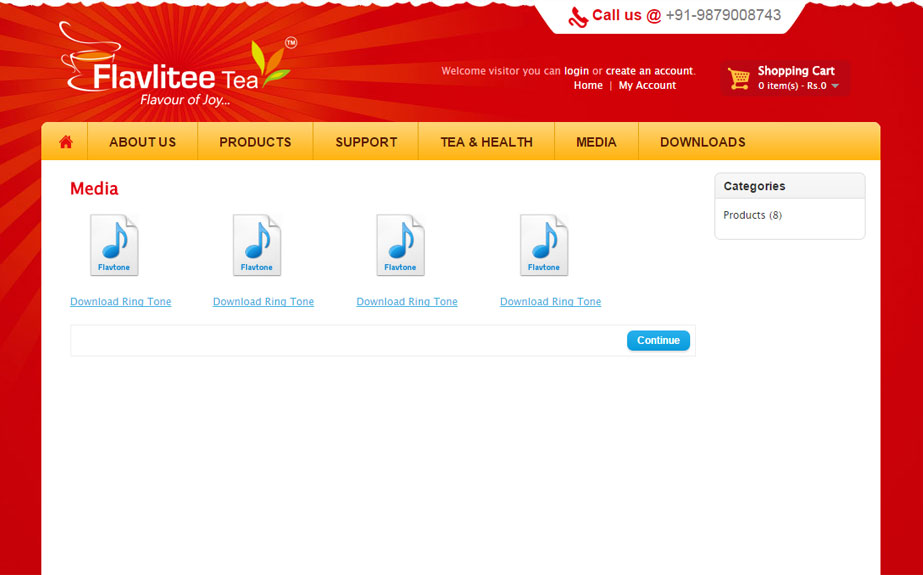 Call us @ +91-9879008743
TM
Flavlitee Tea
Flavour of Joy...
Welcome visitor you can login or create an account.
Home | My Account
Shopping Cart
0 item(s) - Rs.0
ABOUT US PRODUCTS SUPPORT TEA & HEALTH MEDIA DOWNLOADS
Media
Flavtone Flavtone Flavtone Flavtone
Download Ring Tone Download Ring Tone Download Ring Tone Download Ring Tone
Continue
Categories
Products (8)